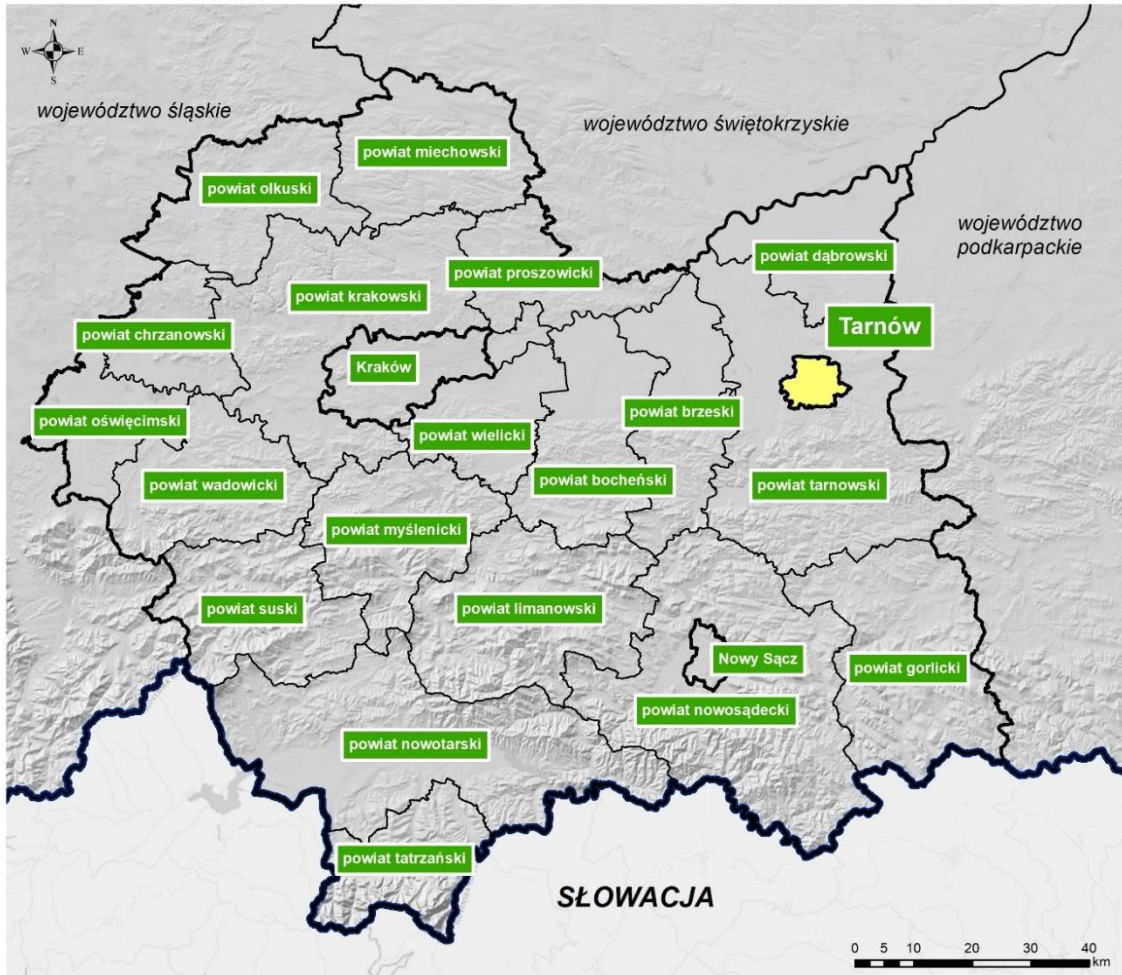 N
W E
S
województwo śląskie
województwo świętokrzyskie
powiat miechowski
powiat olkuski
województwo
podkarpackie
powiat dąbrowski
powiat proszowicki
powiat krakowski
Tarnów
powiat chrzanowski
Kraków
powiat oświęcimski
powiat brzeski
powiat wielicki
powiat wadowicki
powiat bocheński
powiat tarnowski
powiat myślenicki
powiat suski
powiat limanowski
Nowy Sącz
powiat gorlicki
powiat nowosądecki
powiat nowotarski
powiat tatrzański
SŁOWACJA
0 5 10 20 30 40
km